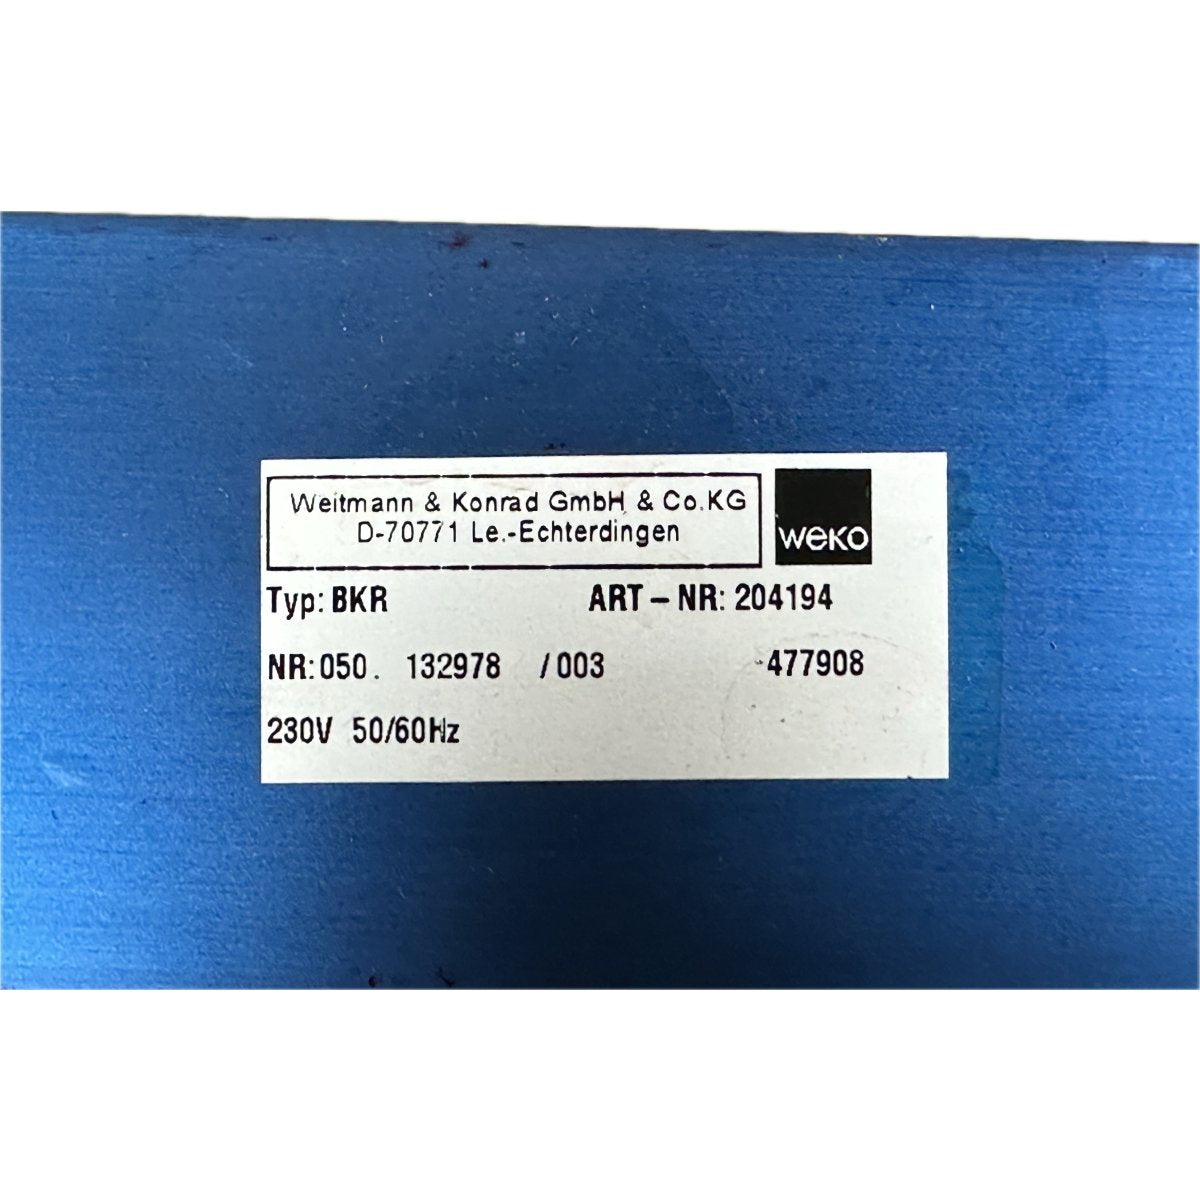 Weitmann & Konrad GmbH & Co.KG
D-70771 Le.-Echterdingen
weko
Typ: BKR ART – NR: 204194
NR: 050. 132978 / 003 477908
230V 50/60Hz